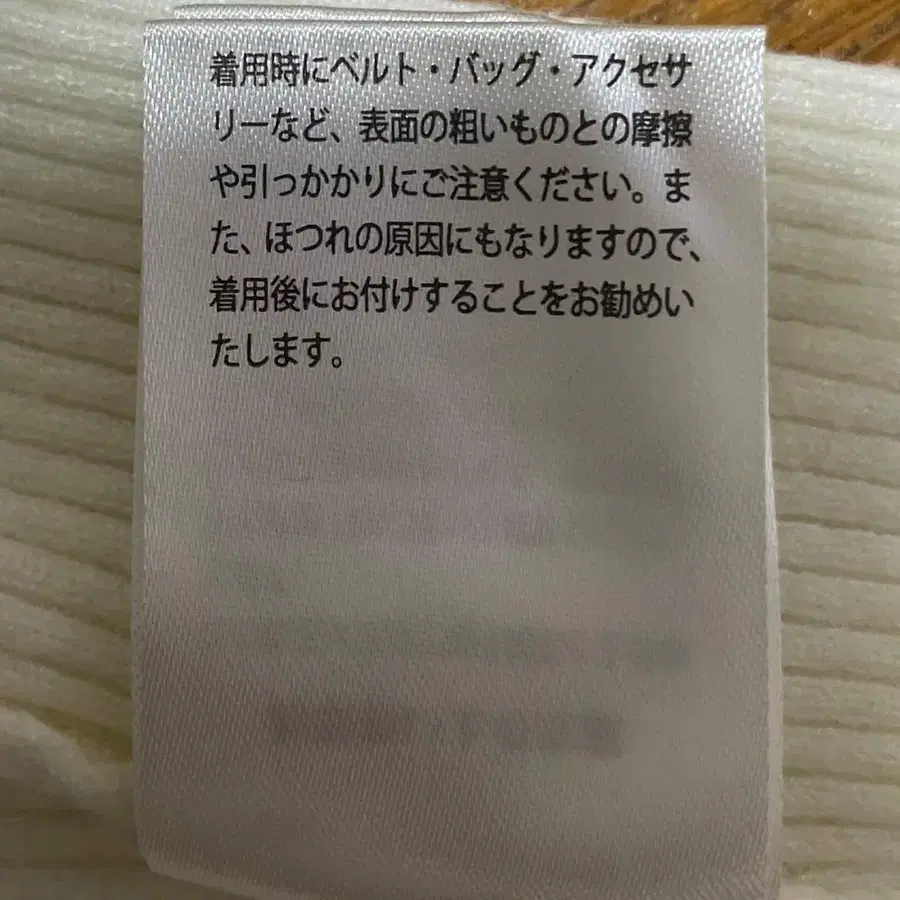 着用時にベルト・バッグ・アクセサ
リーなど、表面の粗いものとの摩擦
や引っかかりにご注意ください。ま
た、ほつれの原因にもなりますので、
着用後にお付けすることをお勧めい
たします。